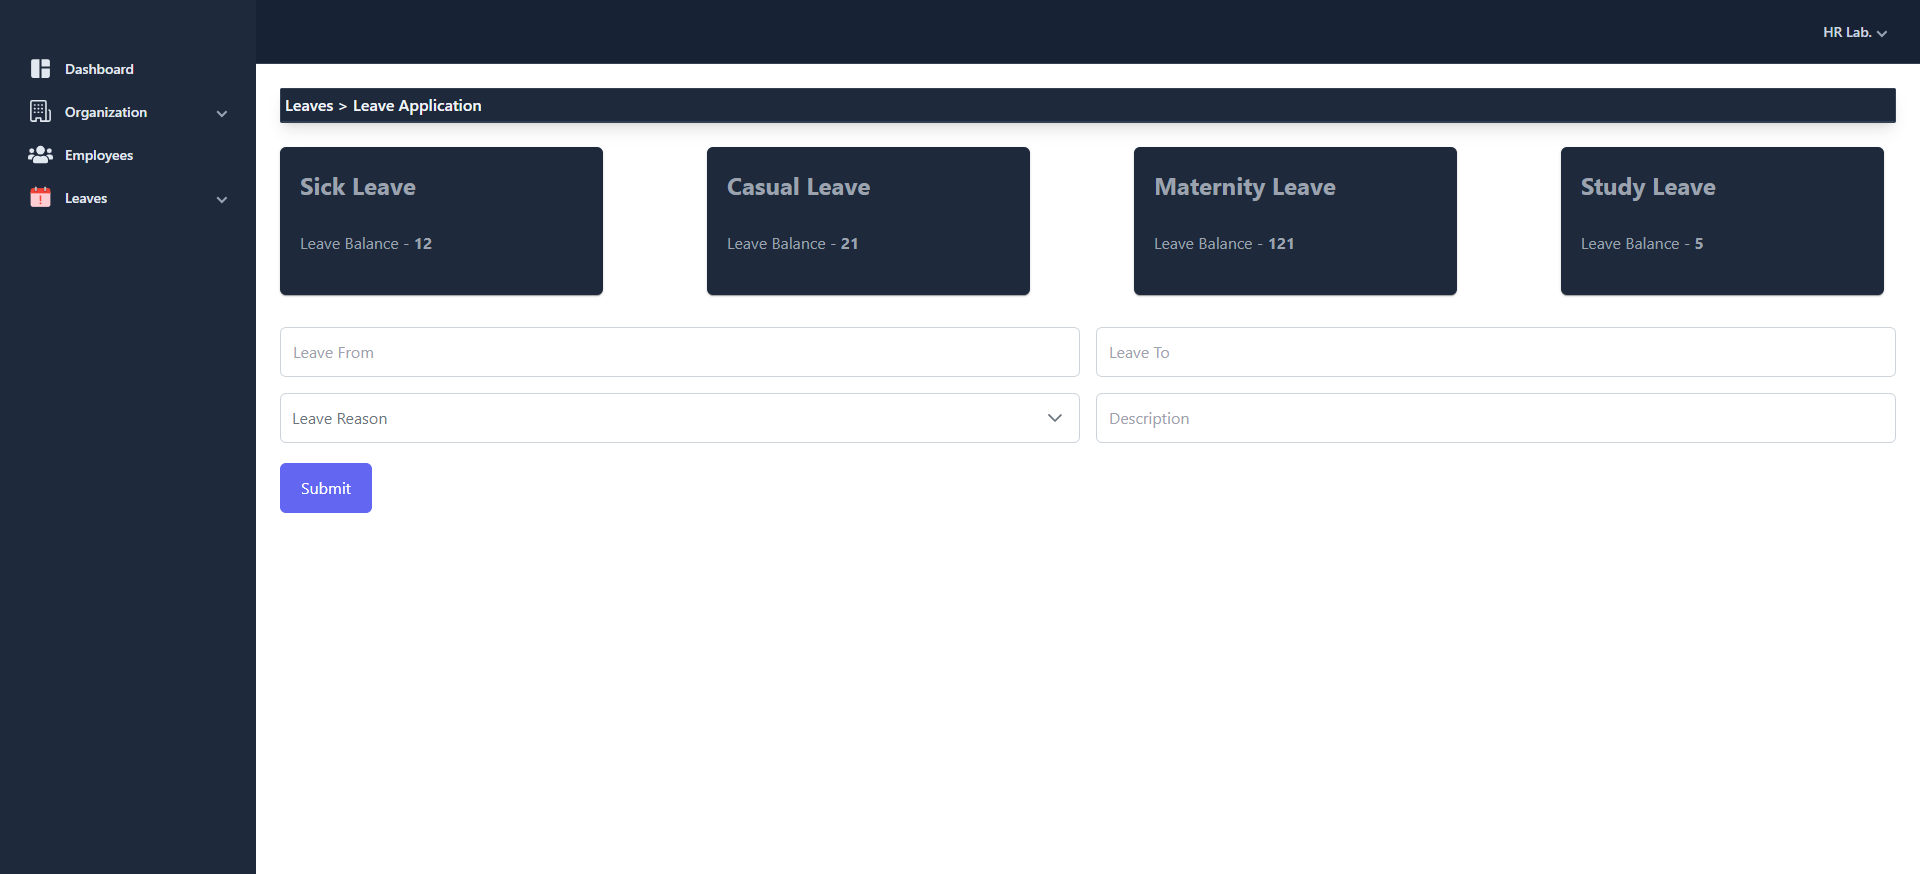 HR Lab.
Dashboard
Organization
Employees
Leaves
Leaves > Leave Application
Sick Leave
Leave Balance - 12
Casual Leave
Leave Balance - 21
Maternity Leave
Leave Balance - 121
Study Leave
Leave Balance - 5
Leave From
Leave To
Leave Reason
Description
Submit